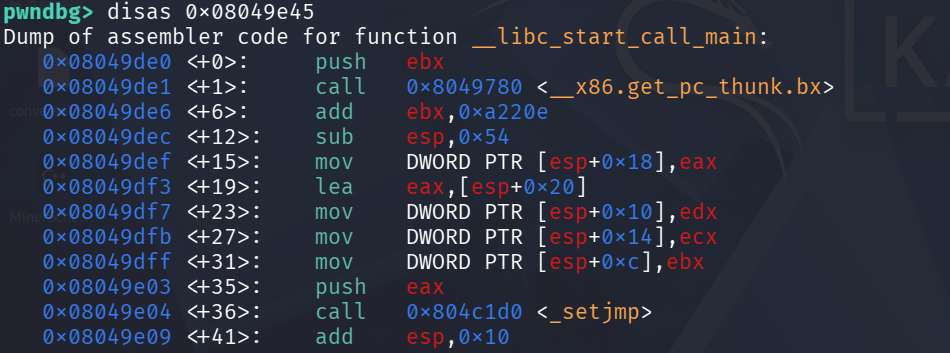 pwndbg> disas 0x08049e45
Dump of assembler code for function __libc_start_call_main:
0x08049de0 <+0>: push ebx
0x08049de1 <+1>: call 0x8049780 <__x86.get_pc_thunk.bx>
0x08049de6 <+6>: add ebx,0xa220e
0x08049dec <+12>: sub esp,0x54
0x08049def <+15>: mov DWORD PTR [esp+0x18],eax
0x08049df3 <+19>: lea eax,[esp+0x20]
0x08049df7 <+23>: mov DWORD PTR [esp+0x10],edx
0x08049dfb <+27>: mov DWORD PTR [esp+0x14],ecx
0x08049dff <+31>: mov DWORD PTR [esp+0xc],ebx
0x08049e03 <+35>: push eax
0x08049e04 <+36>: call 0x804c1d0 <_setjmp>
0x08049e09 <+41>: add esp,0x10